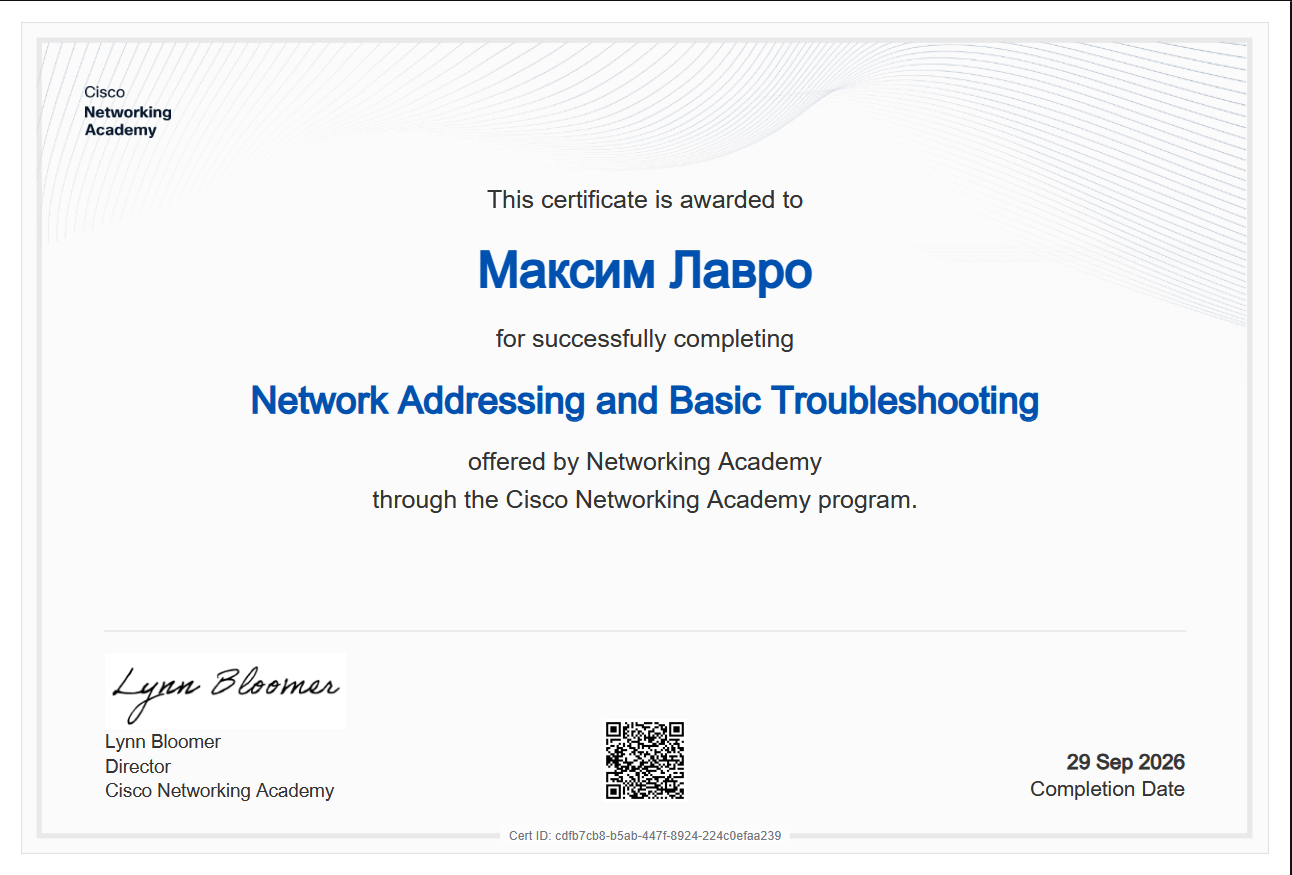 Cisco
Networking
Academy
This certificate is awarded to
Максим Лавро
for successfully completing
Network Addressing and Basic Troubleshooting
offered by Networking Academy
through the Cisco Networking Academy program.
Lynn Bloomer
Lynn Bloomer
Director
Cisco Networking Academy
29 Sep 2026
Completion Date
Cert ID: cdfb7cb8-b5ab-447f-8924-224c0efaa239